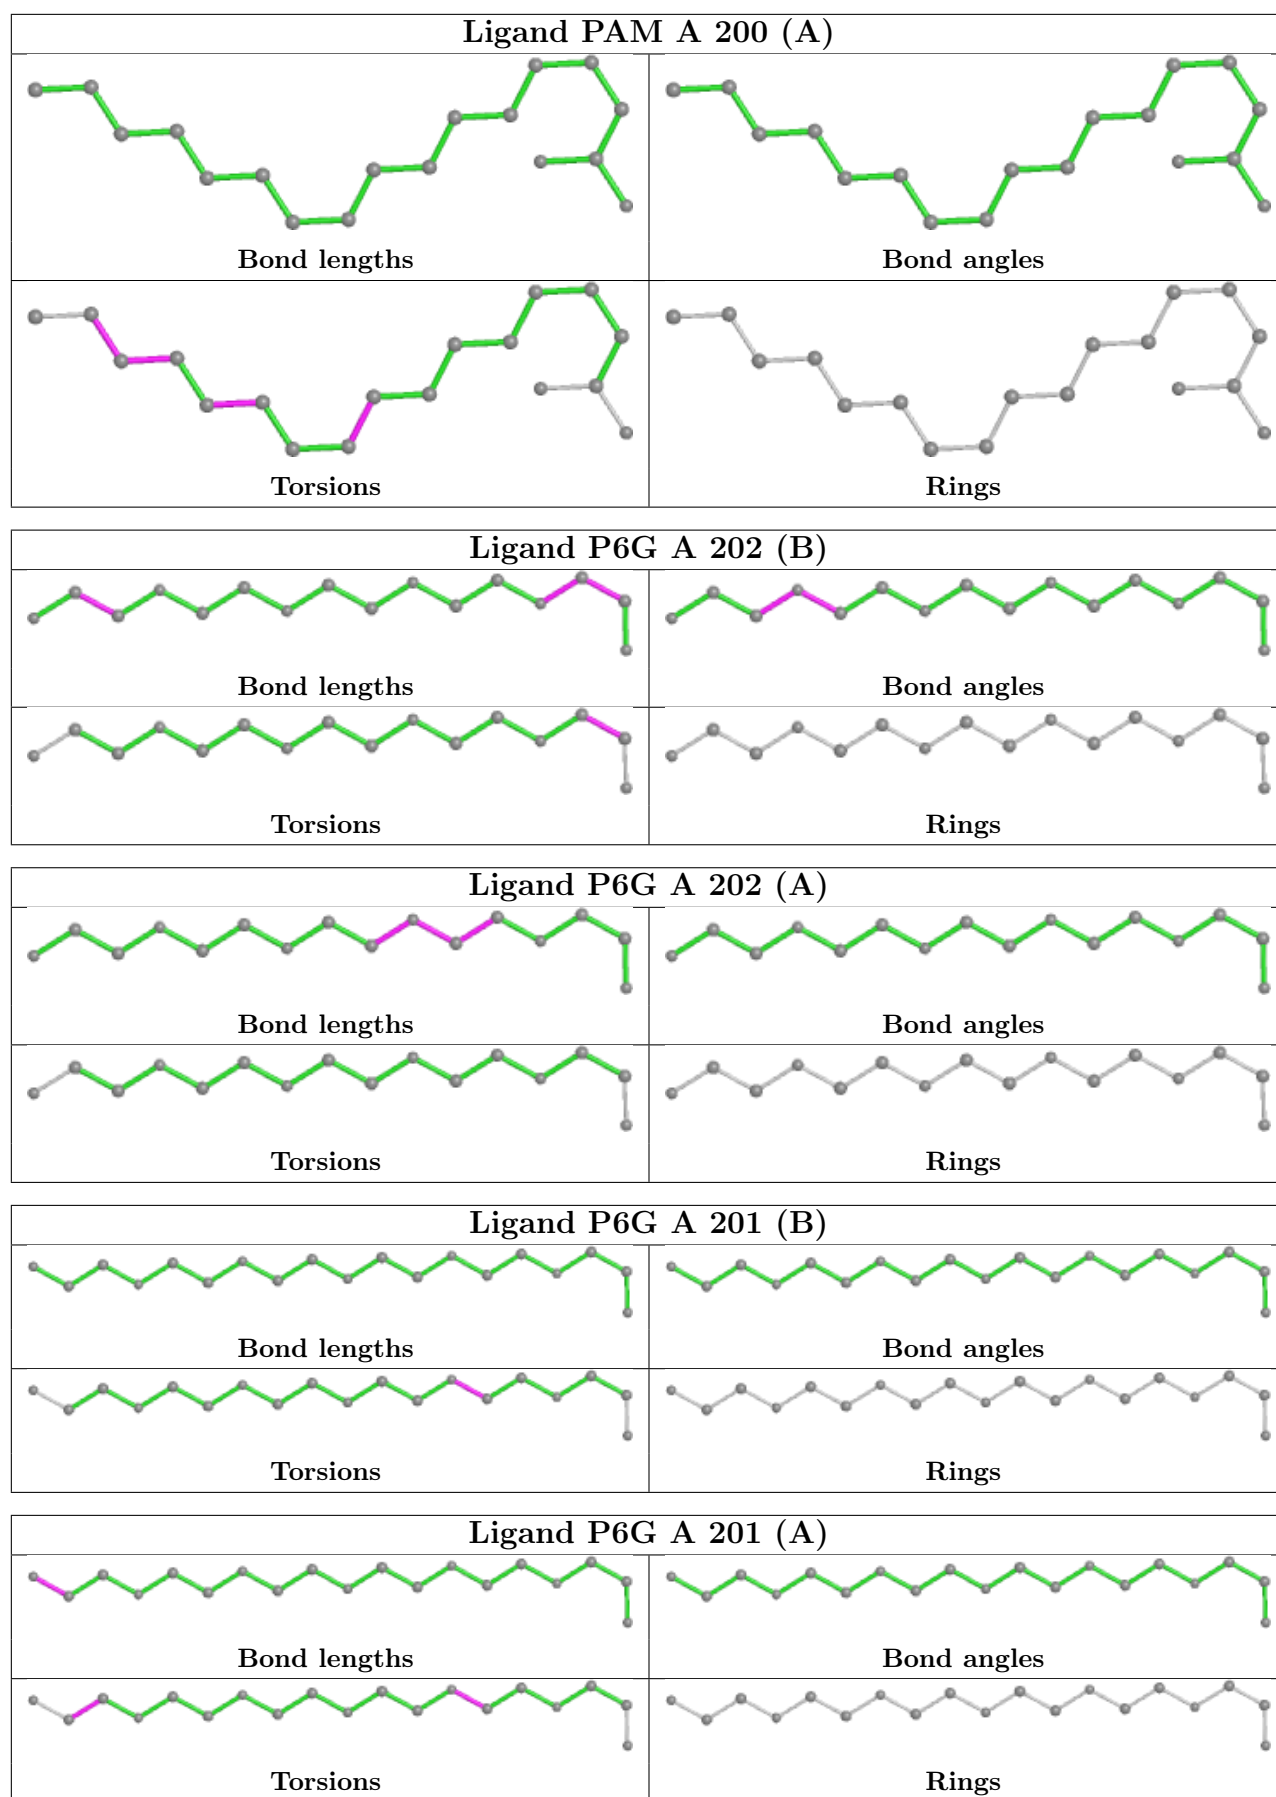 Ligand PAM A 200 (A)
Bond lengths
Bond angles
Torsions
Rings
Ligand P6G A 202 (B)
Bond lengths
Bond angles
Torsions
Rings
Ligand P6G A 202 (A)
Bond lengths
Bond angles
Torsions
Rings
Ligand P6G A 201 (B)
Bond lengths
Bond angles
Torsions
Rings
Ligand P6G A 201 (A)
Bond lengths
Bond angles
Torsions
Rings